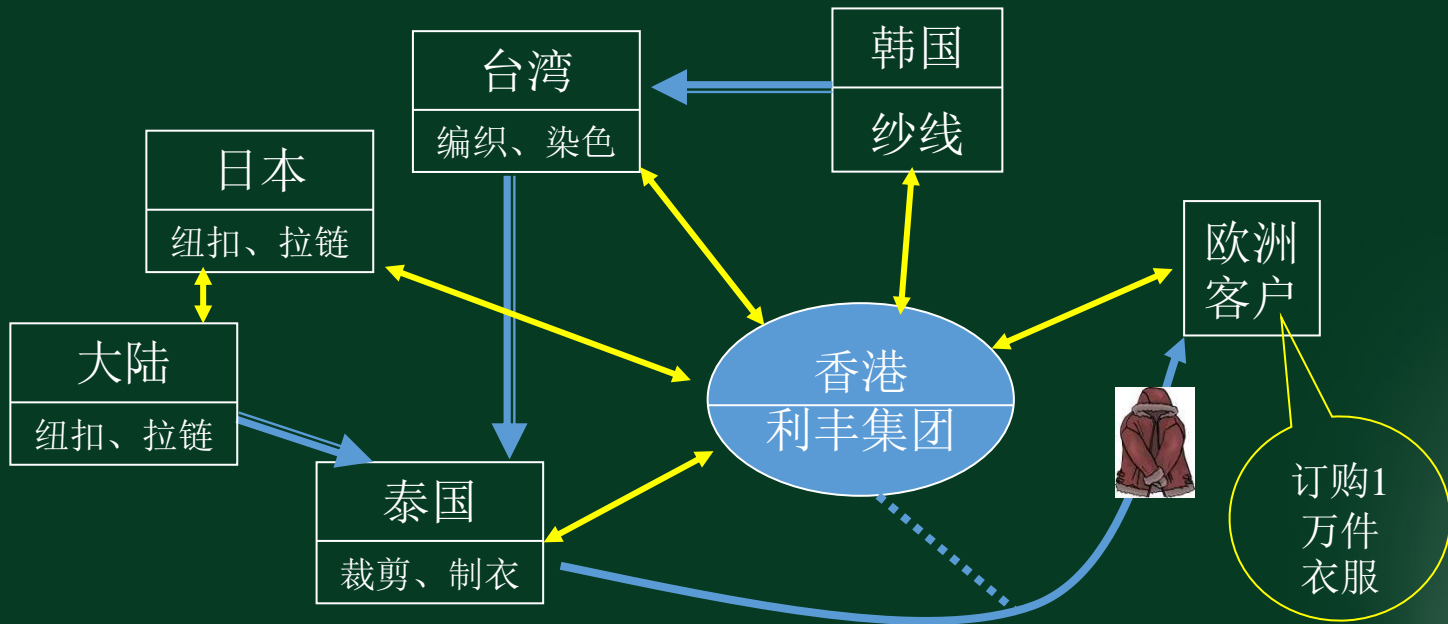 台湾
编织、染色
韩国
纱线
日本
纽扣、拉链
大陆
纽扣、拉链
泰国
裁剪、制衣
香港
利丰集团
欧洲
客户
订购1
万件
衣服